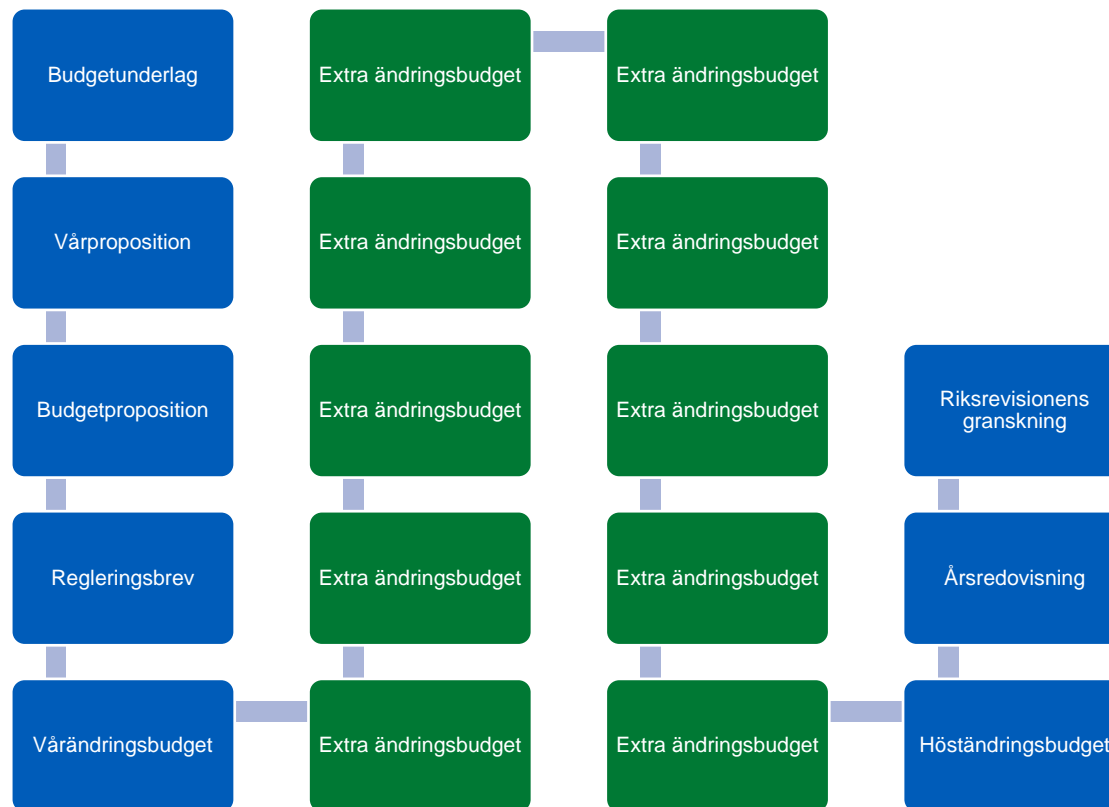 Budgetunderlag
Vårproposition
Budgetproposition
Regleringsbrev
Vårändringsbudget
Extra ändringsbudget
Extra ändringsbudget
Extra ändringsbudget
Extra ändringsbudget
Extra ändringsbudget
Extra ändringsbudget
Extra ändringsbudget
Extra ändringsbudget
Extra ändringsbudget
Extra ändringsbudget
Höständringsbudget
Årsredovisning
Riksrevisionens
granskning